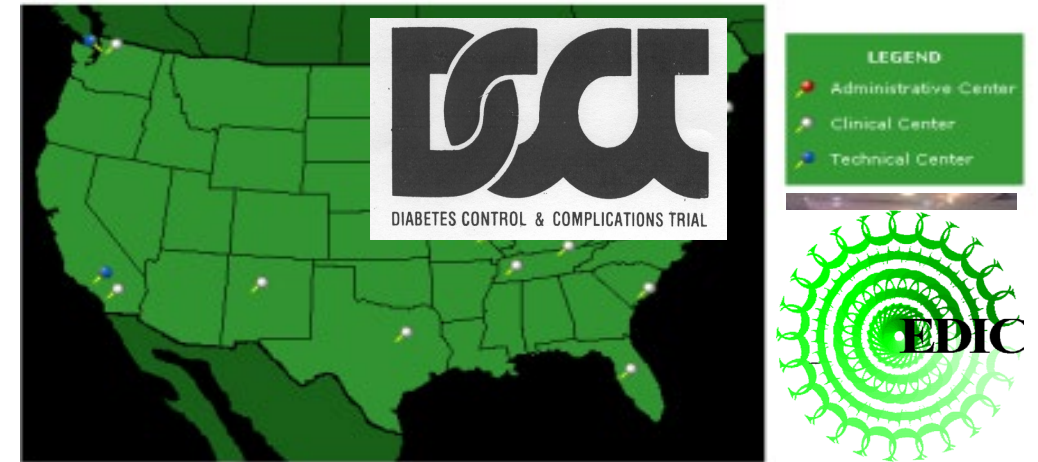 DCCT
DIABETES CONTROL & COMPLICATIONS TRIAL
LEGEND
Administrative Center
Clinical Center
Technical Center
EDIC